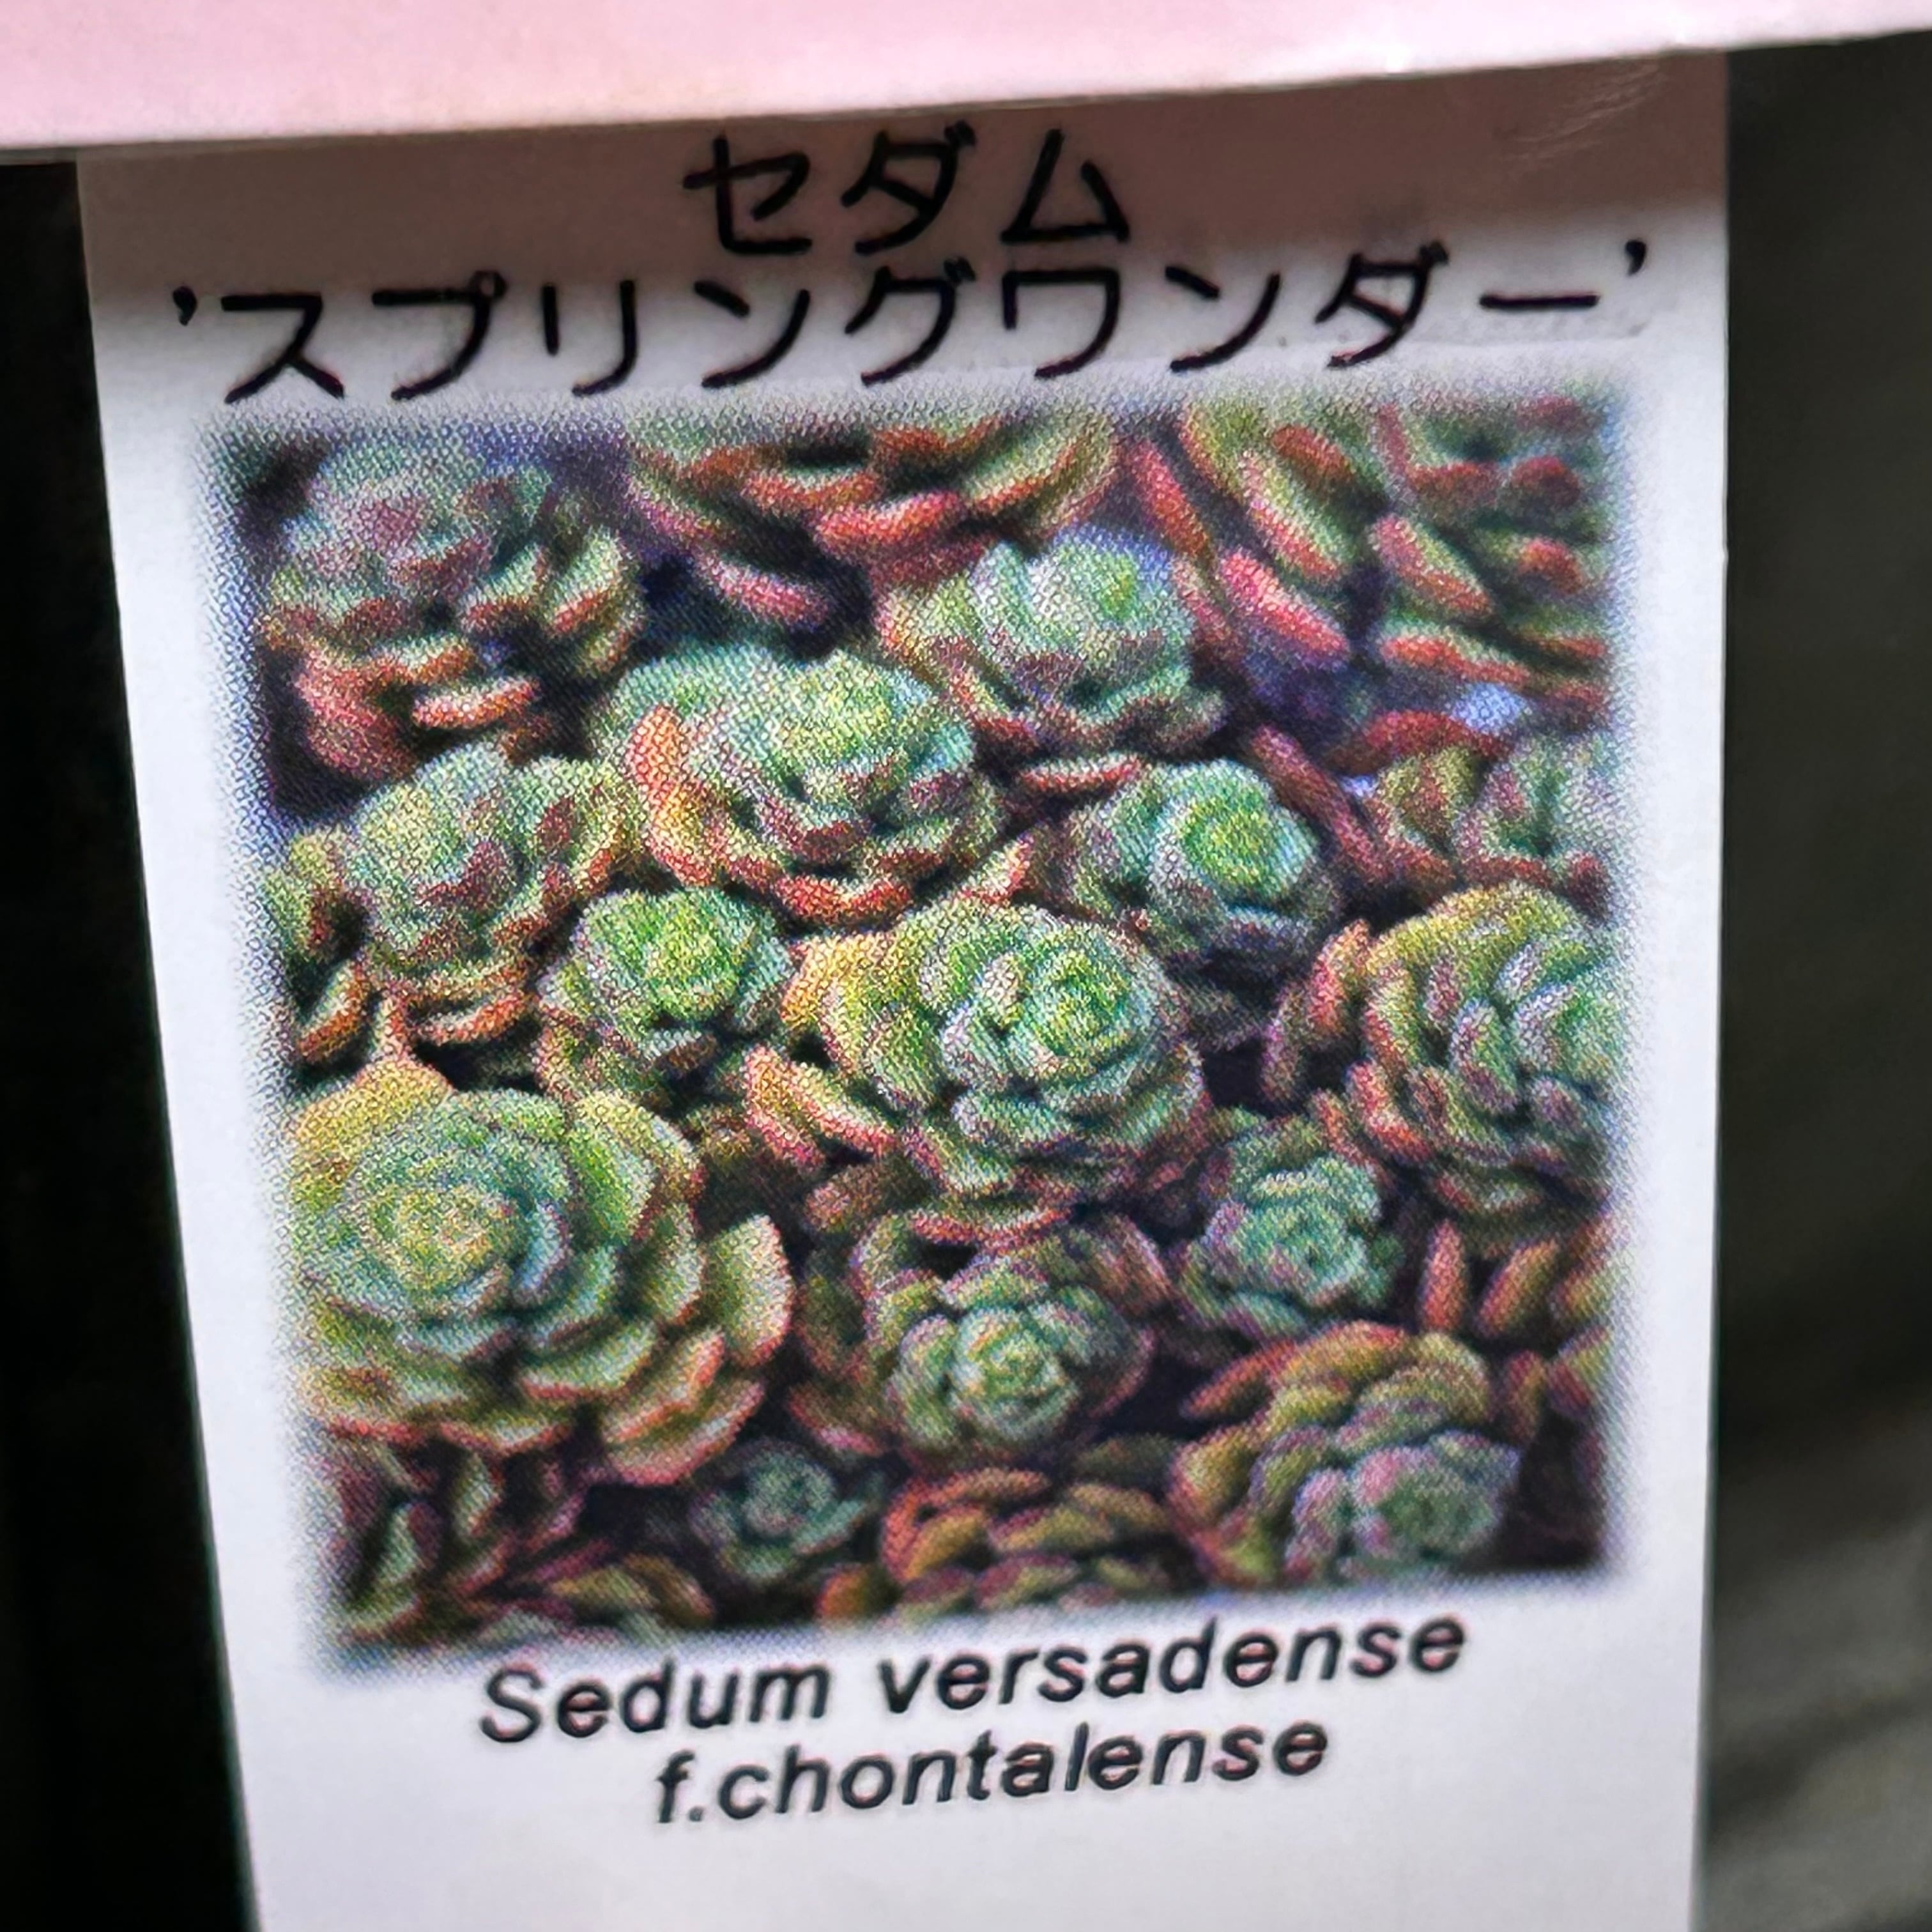 セダム
’スプリングワンダー’
Sedum versadense
f.chontalense